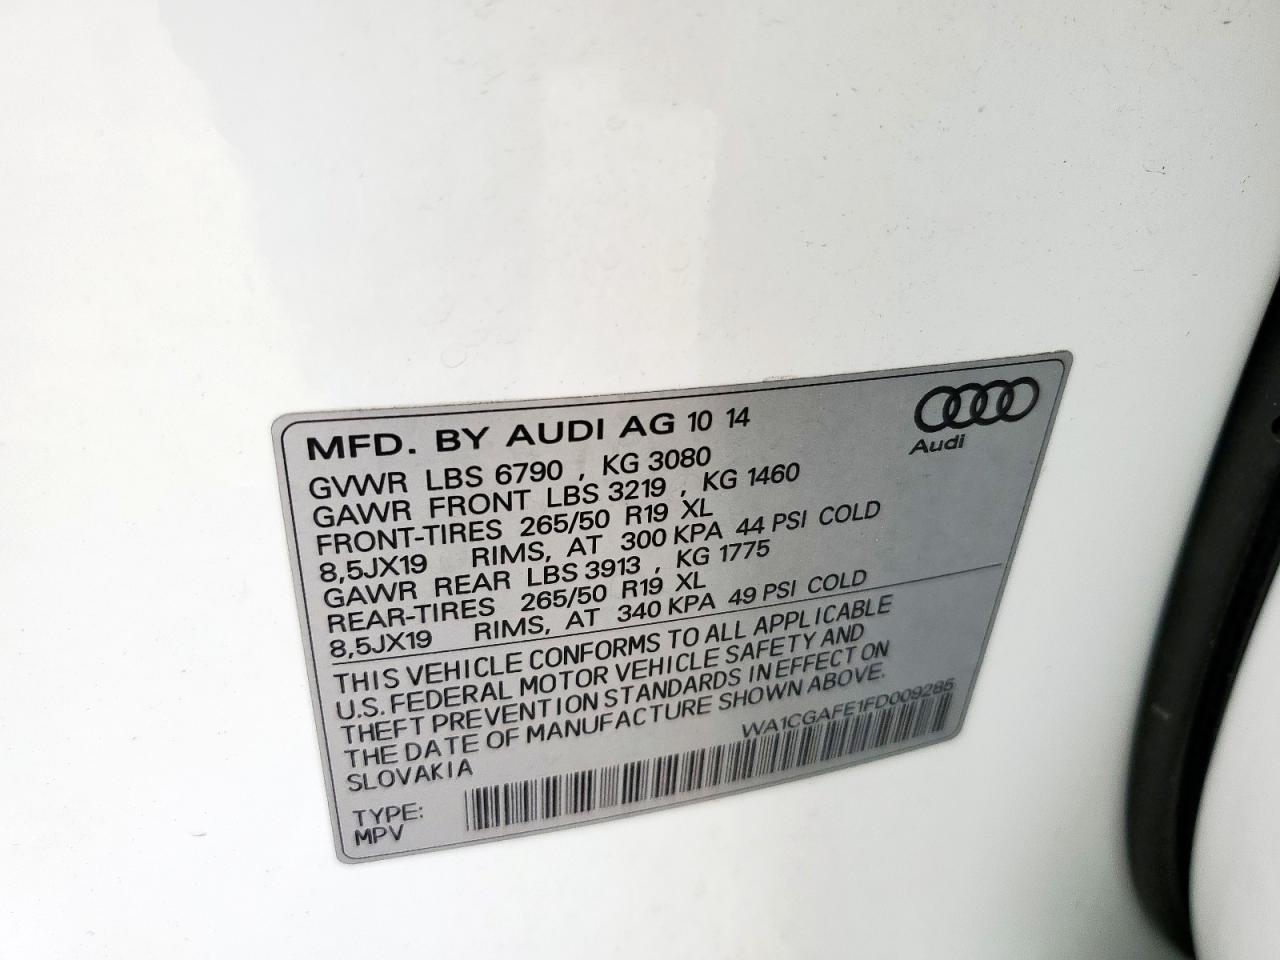 MFD. BY AUDI AG 10 14
Audi
GVWR LBS 6790 , KG 3080
GAWR FRONT LBS 3219 , KG 1460
FRONT-TIRES 265/50 R19 XL
8,5JX19 RIMS, AT 300 KPA 44 PSI COLD
GAWR REAR LBS 3913 , KG 1775
REAR-TIRES 265/50 R19 XL
8,5JX19 RIMS, AT 340 KPA 49 PSI COLD
THIS VEHICLE CONFORMS TO ALL APPLICABLE
U.S. FEDERAL MOTOR VEHICLE SAFETY AND
THEFT PREVENTION STANDARDS IN EFFECT ON
THE DATE OF MANUFACTURE SHOWN ABOVE.
SLOVAKIA
WA1CGAFE1FD009285
TYPE:
MPV